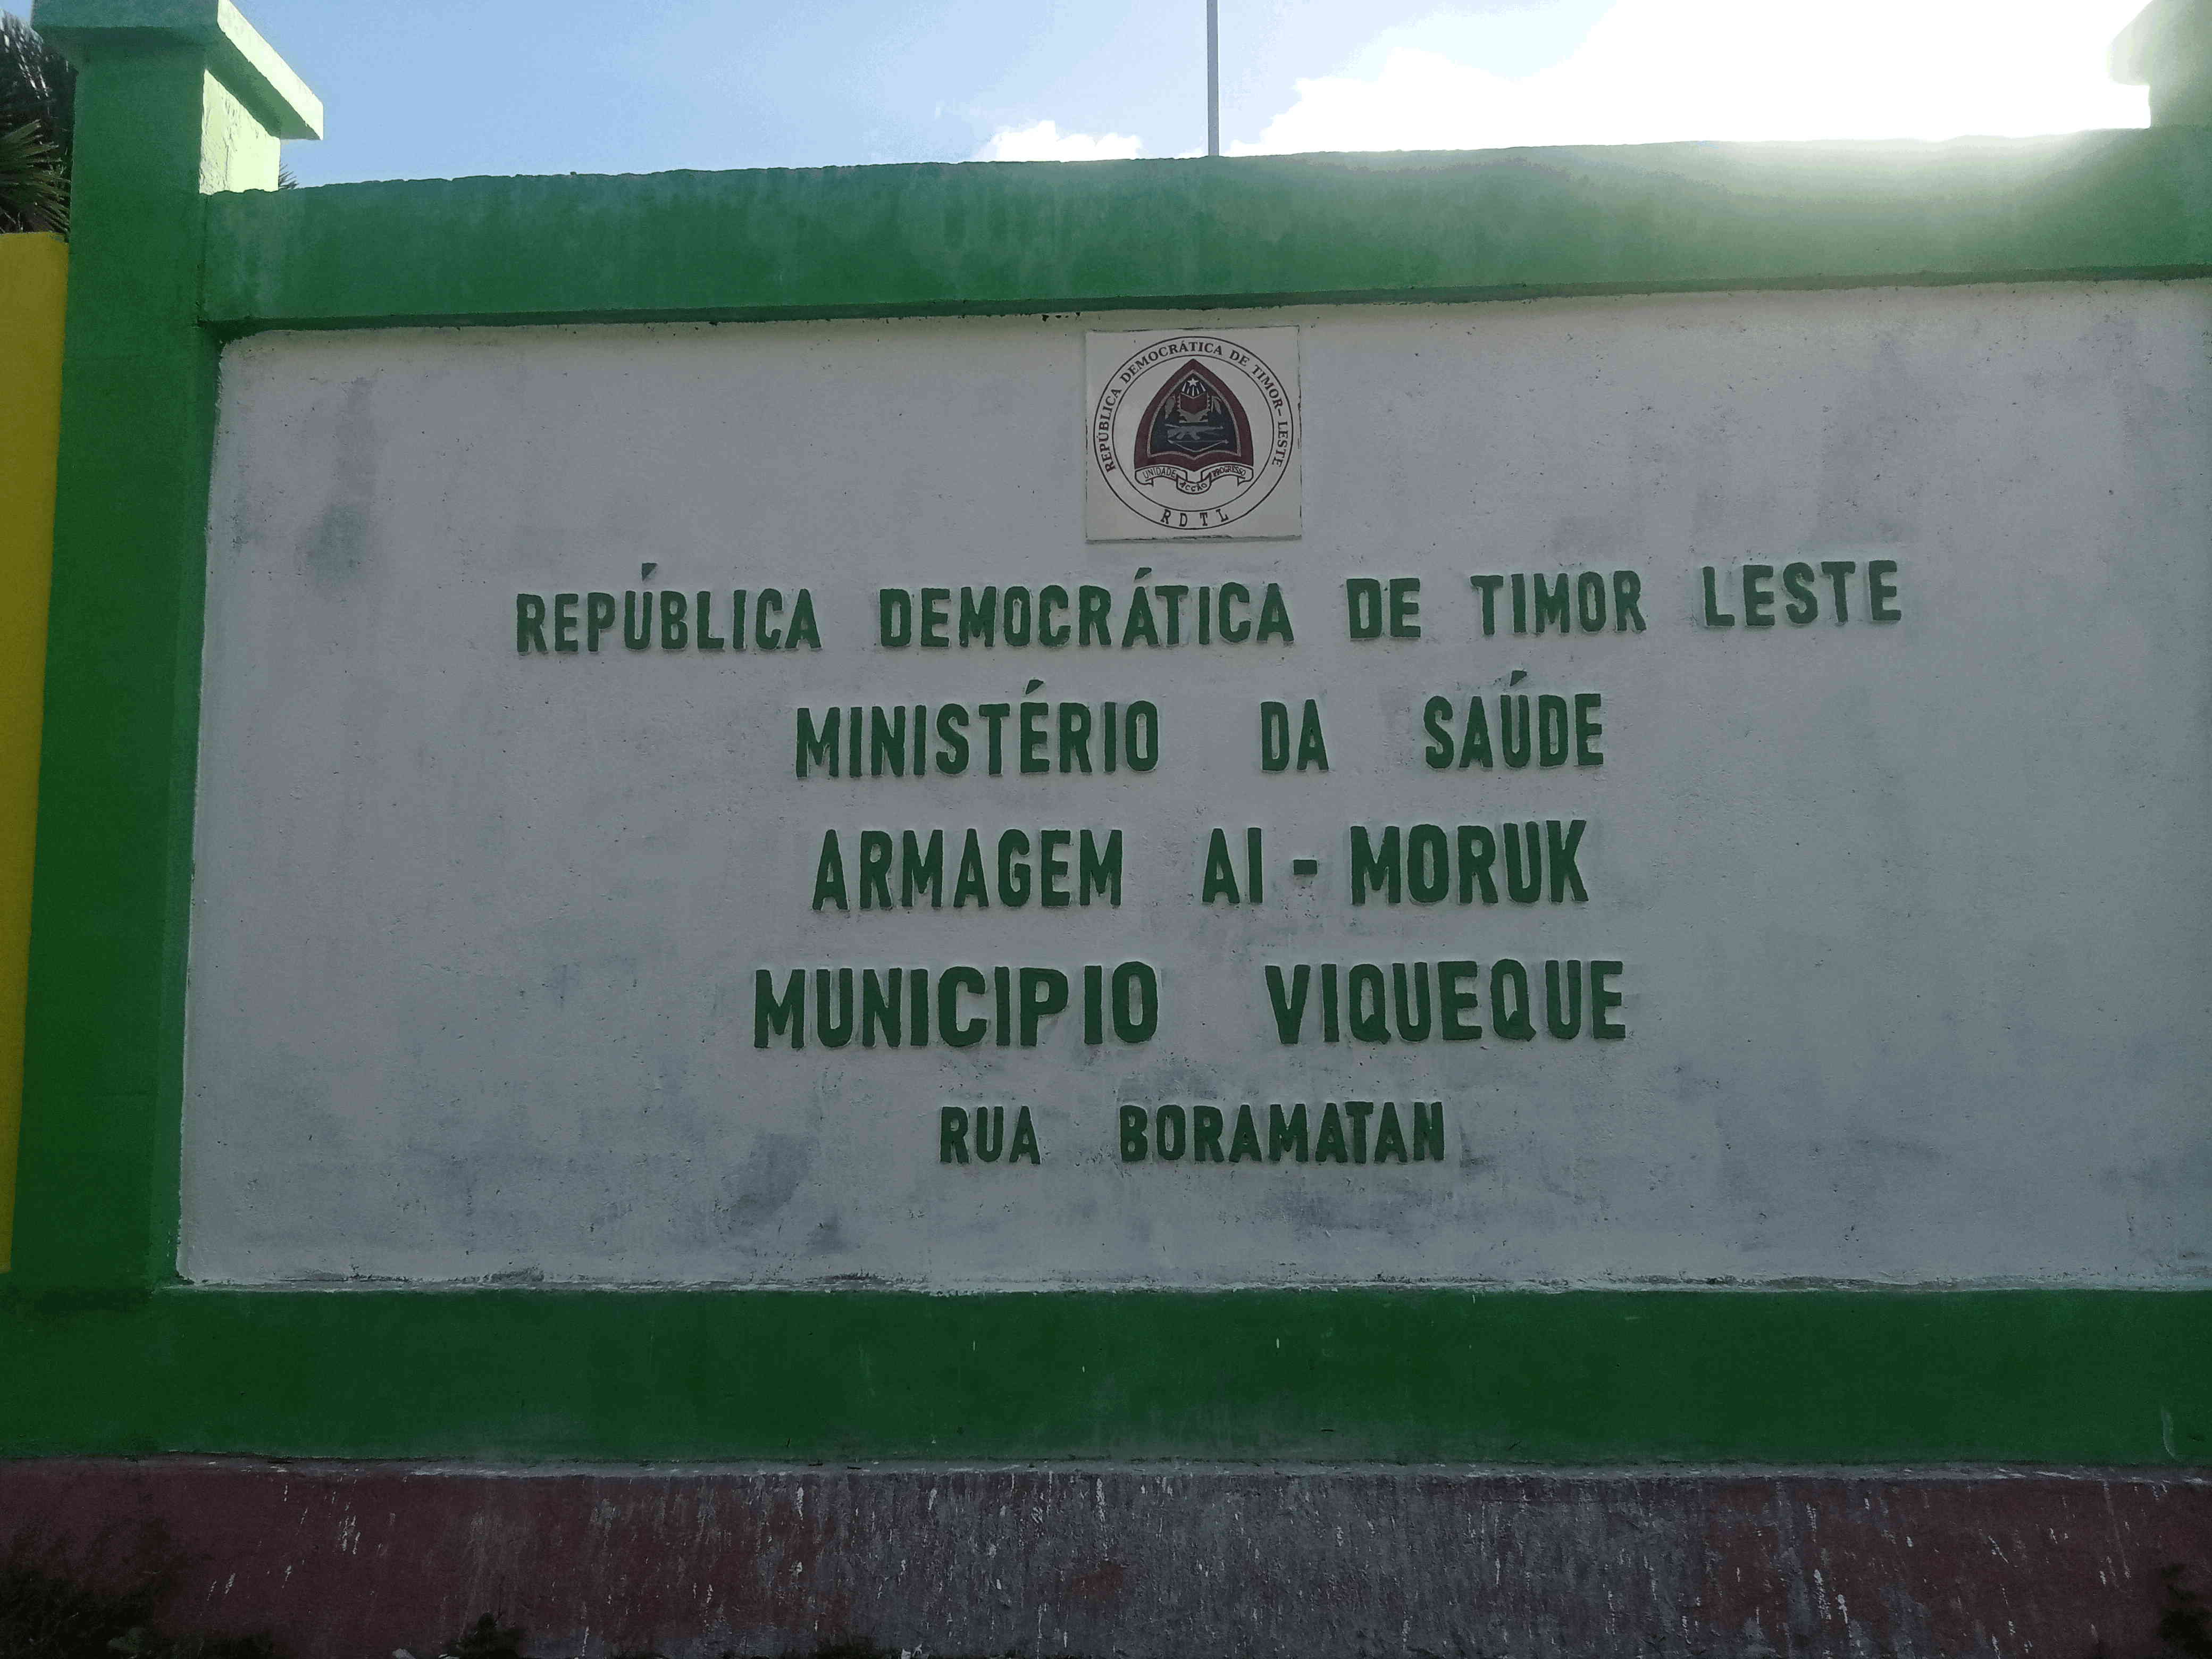 REPÚBLICA DEMOCRÁTICA DE TIMOR-LESTE
UNIDADE ACÇÃO PROGRESSO
R D T L
REPÚBLICA DEMOCRÁTICA DE TIMOR LESTE
MINISTÉRIO DA SAÚDE
ARMAGEM AI - MORUK
MUNICIPIO VIQUEQUE
RUA BORAMATAN